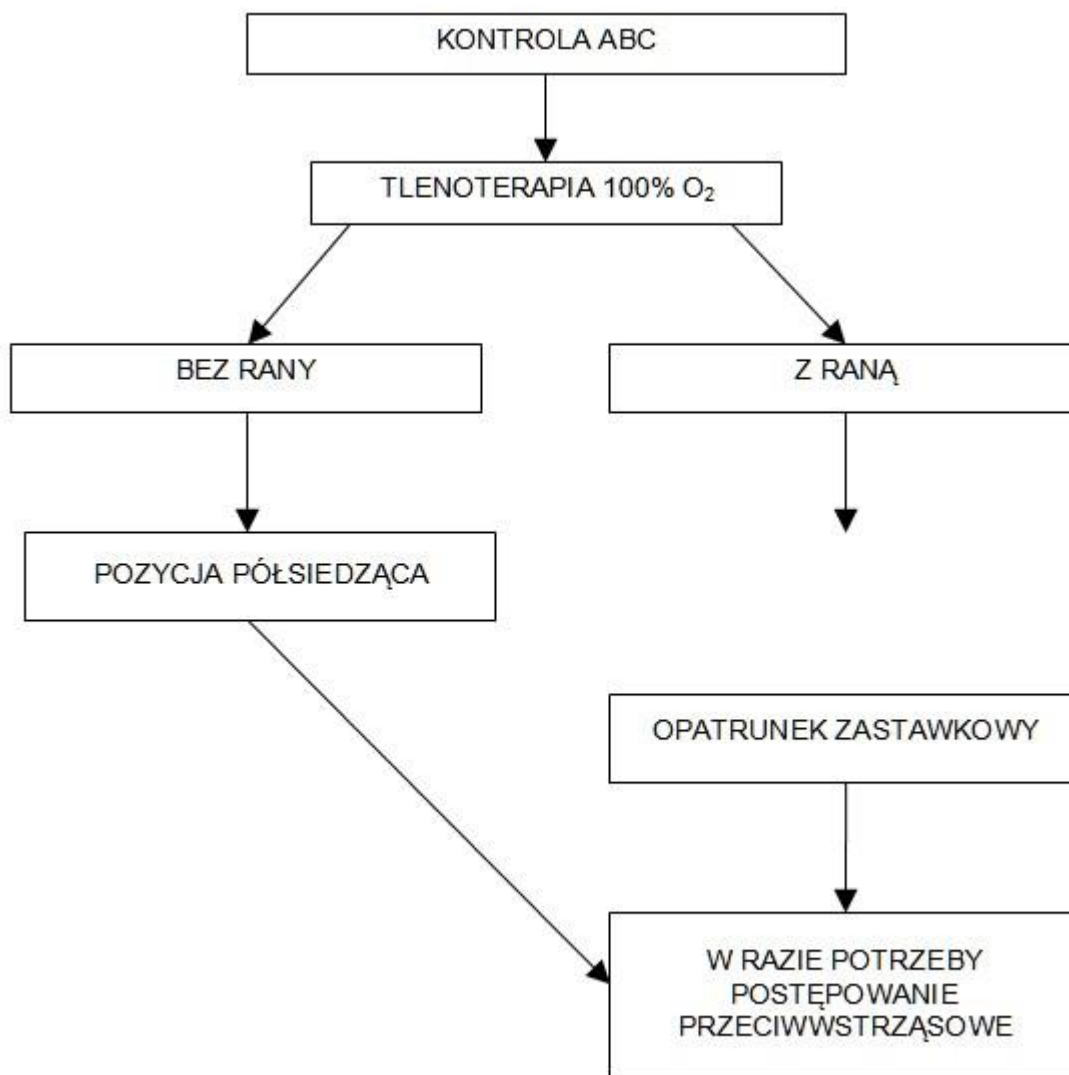 KONTROLA ABC
TLENOTERAPIA 100% O₂
BEZ RANY
Z RANĄ
POZYCJA PÓŁSIEDZĄCA
OPATRUNEK ZASTAWKOWY
W RAZIE POTRZEBY
POSTĘPOWANIE
PRZECIWWSTRZĄSOWE